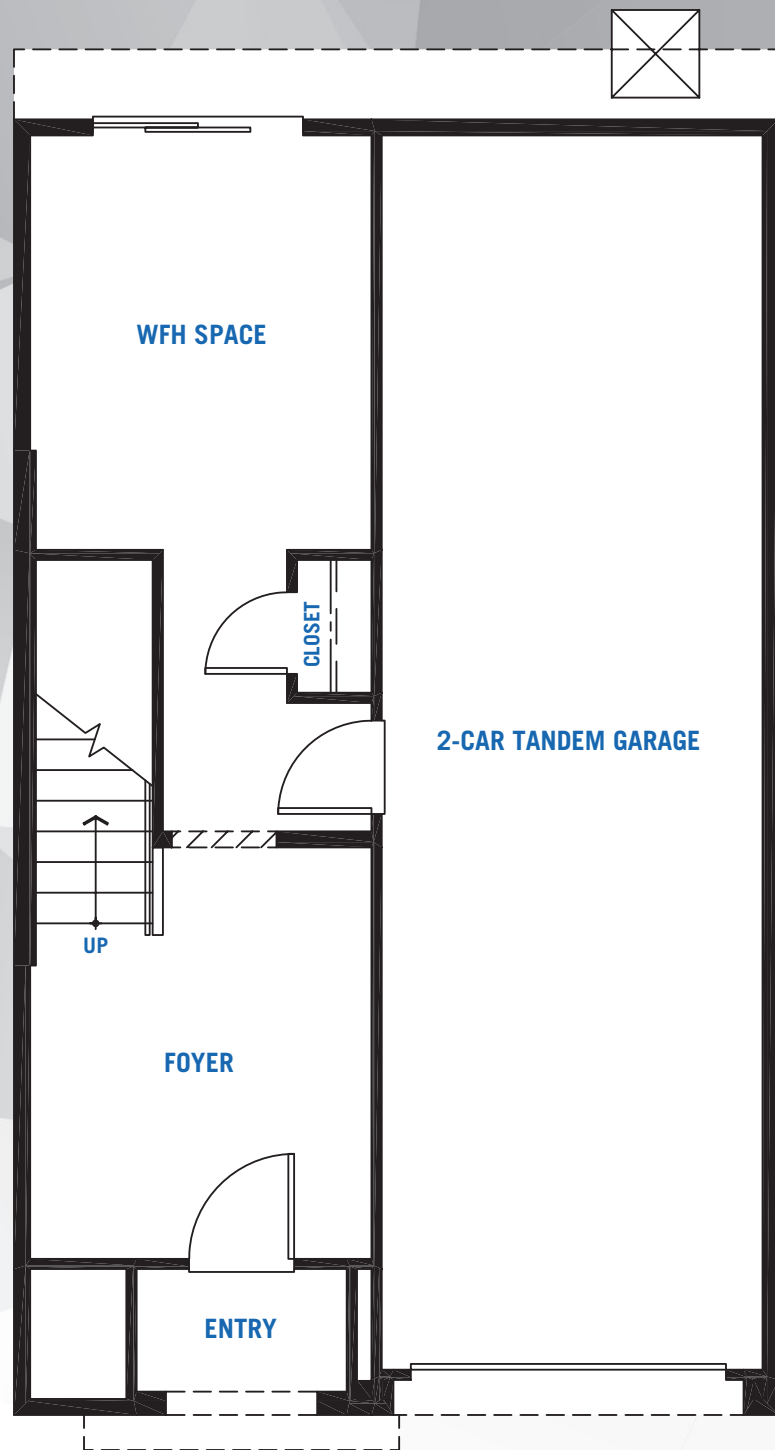 WFH SPACE
CLOSET
2-CAR TANDEM GARAGE
UP
FOYER
ENTRY